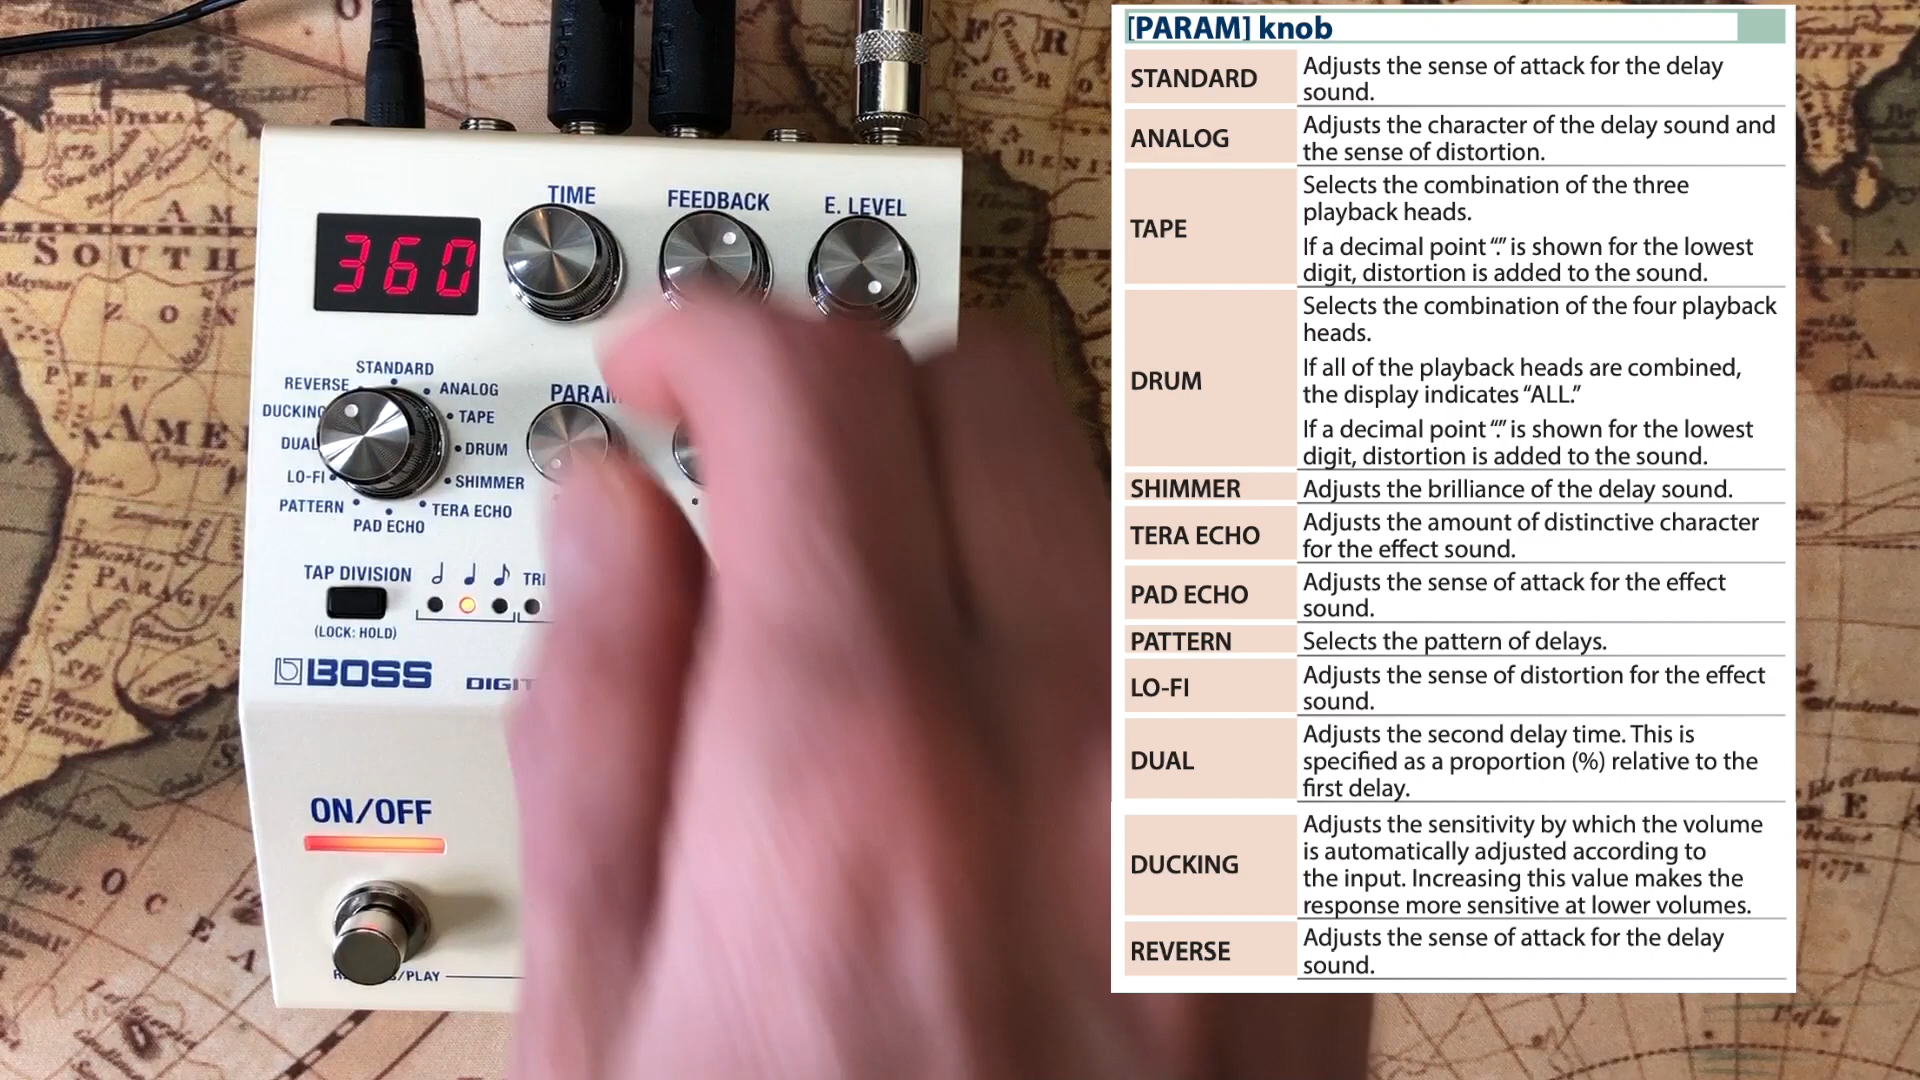 [PARAM] knob
STANDARD
Adjusts the sense of attack for the delay
sound.
ANALOG
Adjusts the character of the delay sound and
the sense of distortion.
TAPE
Selects the combination of the three
playback heads.
If a decimal point “.” is shown for the lowest
digit, distortion is added to the sound.
DRUM
Selects the combination of the four playback
heads.
If all of the playback heads are combined,
the display indicates “ALL.”
If a decimal point “.” is shown for the lowest
digit, distortion is added to the sound.
SHIMMER
Adjusts the brilliance of the delay sound.
TERA ECHO
Adjusts the amount of distinctive character
for the effect sound.
PAD ECHO
Adjusts the sense of attack for the effect
sound.
PATTERN
Selects the pattern of delays.
LO-FI
Adjusts the sense of distortion for the effect
sound.
DUAL
Adjusts the second delay time. This is
specified as a proportion (%) relative to the
first delay.
DUCKING
Adjusts the sensitivity by which the volume
is automatically adjusted according to
the input. Increasing this value makes the
response more sensitive at lower volumes.
REVERSE
Adjusts the sense of attack for the delay
sound.
TIME
FEEDBACK
E. LEVEL
360
STANDARD
REVERSE
ANALOG
DUCKING
TAPE
DUAL
DRUM
LO-FI
SHIMMER
PATTERN
TERA ECHO
PAD ECHO
PARAM
TAP DIVISION
TRI
(LOCK: HOLD)
BOSS
DIGIT
ON/OFF
/PLAY
SOUTH
AM
ZON
PERU
AME
PARAGUA
OCEA